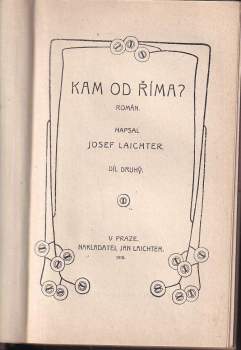 KAM OD ŘÍMA?
ROMÁN.
NAPSAL
JOSEF LAICHTER.
DÍL DRUHÝ.
V PRAZE.
NAKLADATEL JAN LAICHTER.